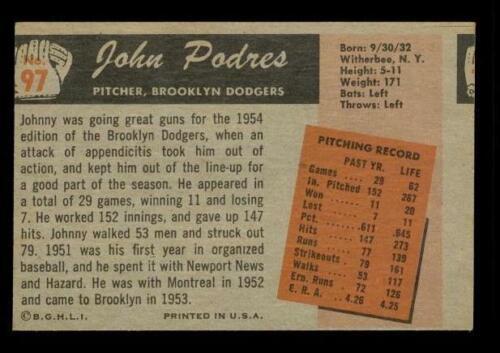 No.
97
John Podres
PITCHER, BROOKLYN DODGERS
Born: 9/30/32
Witherbee, N. Y.
Height: 5-11
Weight: 171
Bats: Left
Throws: Left
Johnny was going great guns for the 1954
edition of the Brooklyn Dodgers, when an
attack of appendicitis took him out of
action, and kept him out of the line-up for
a good part of the season. He appeared in
a total of 29 games, winning 11 and losing
7. He worked 152 innings, and gave up 147
hits. Johnny walked 53 men and struck out
79. 1951 was his first year in organized
baseball, and he spent it with Newport News
and Hazard. He was with Montreal in 1952
and came to Brooklyn in 1953.
PITCHING RECORD
PAST YR. LIFE
Games 29 62
In. Pitched 152 267
Won 11 20
Lost 7 11
Pct. .611 .645
Hits 147 273
Runs 77 139
Strikeouts 79 161
Walks 53 117
Ern. Runs 72 126
E. R. A. 4.26 4.25
© B.G.H.L.I. PRINTED IN U.S.A.